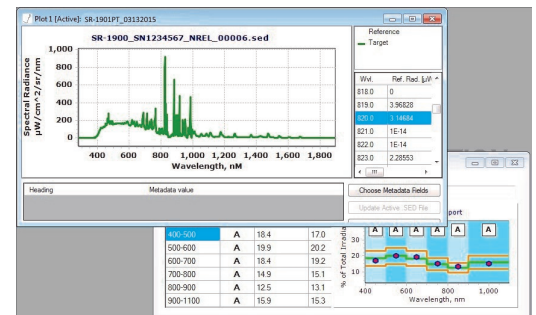 Plot 1 [Active]: SR-1901PT_03132015
SR-1900_SN1234567_NREL_00006.sed
Reference
Target
Spectral Radiance
µW/cm^2/sr/nm
1,000
800
600
400
200
0
400 600 800 1,000 1,200 1,400 1,600 1,800
Wavelength, nM
Wvl. Ref. Rad. [µW
818.0 0
819.0 3.96828
820.0 3.14684
821.0 1E-14
822.0 1E-14
823.0 2.28553
Heading Metadata value
Choose Metadata Fields
Update Active .SED File
400-500 A 18.4 17.0
500-600 A 19.9 20.2
600-700 A 18.4 19.2
700-800 A 14.9 15.1
800-900 A 12.5 13.1
900-1100 A 15.9 15.3
port
% of Total Irradia
A A A A A A
30
20
10
400 600 800 1,000
Wavelength, nm